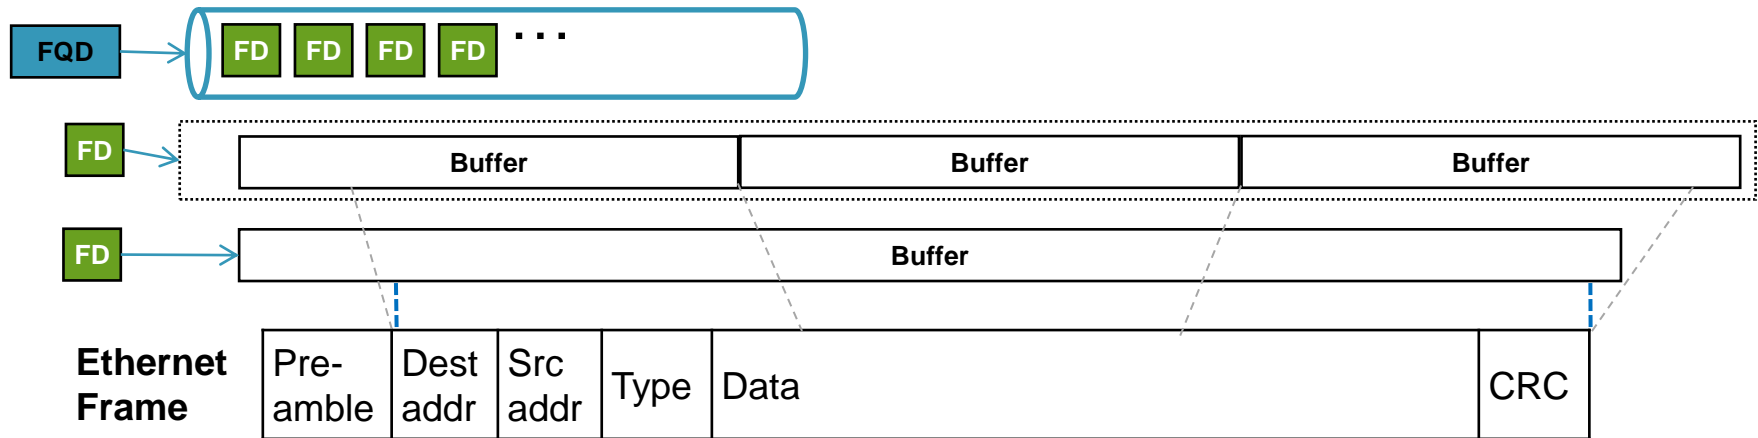 FQD FD FD FD FD ...
FD Buffer Buffer Buffer
FD Buffer
Ethernet
Frame
Pre-
amble
Dest
addr
Src
addr
Type
Data
CRC